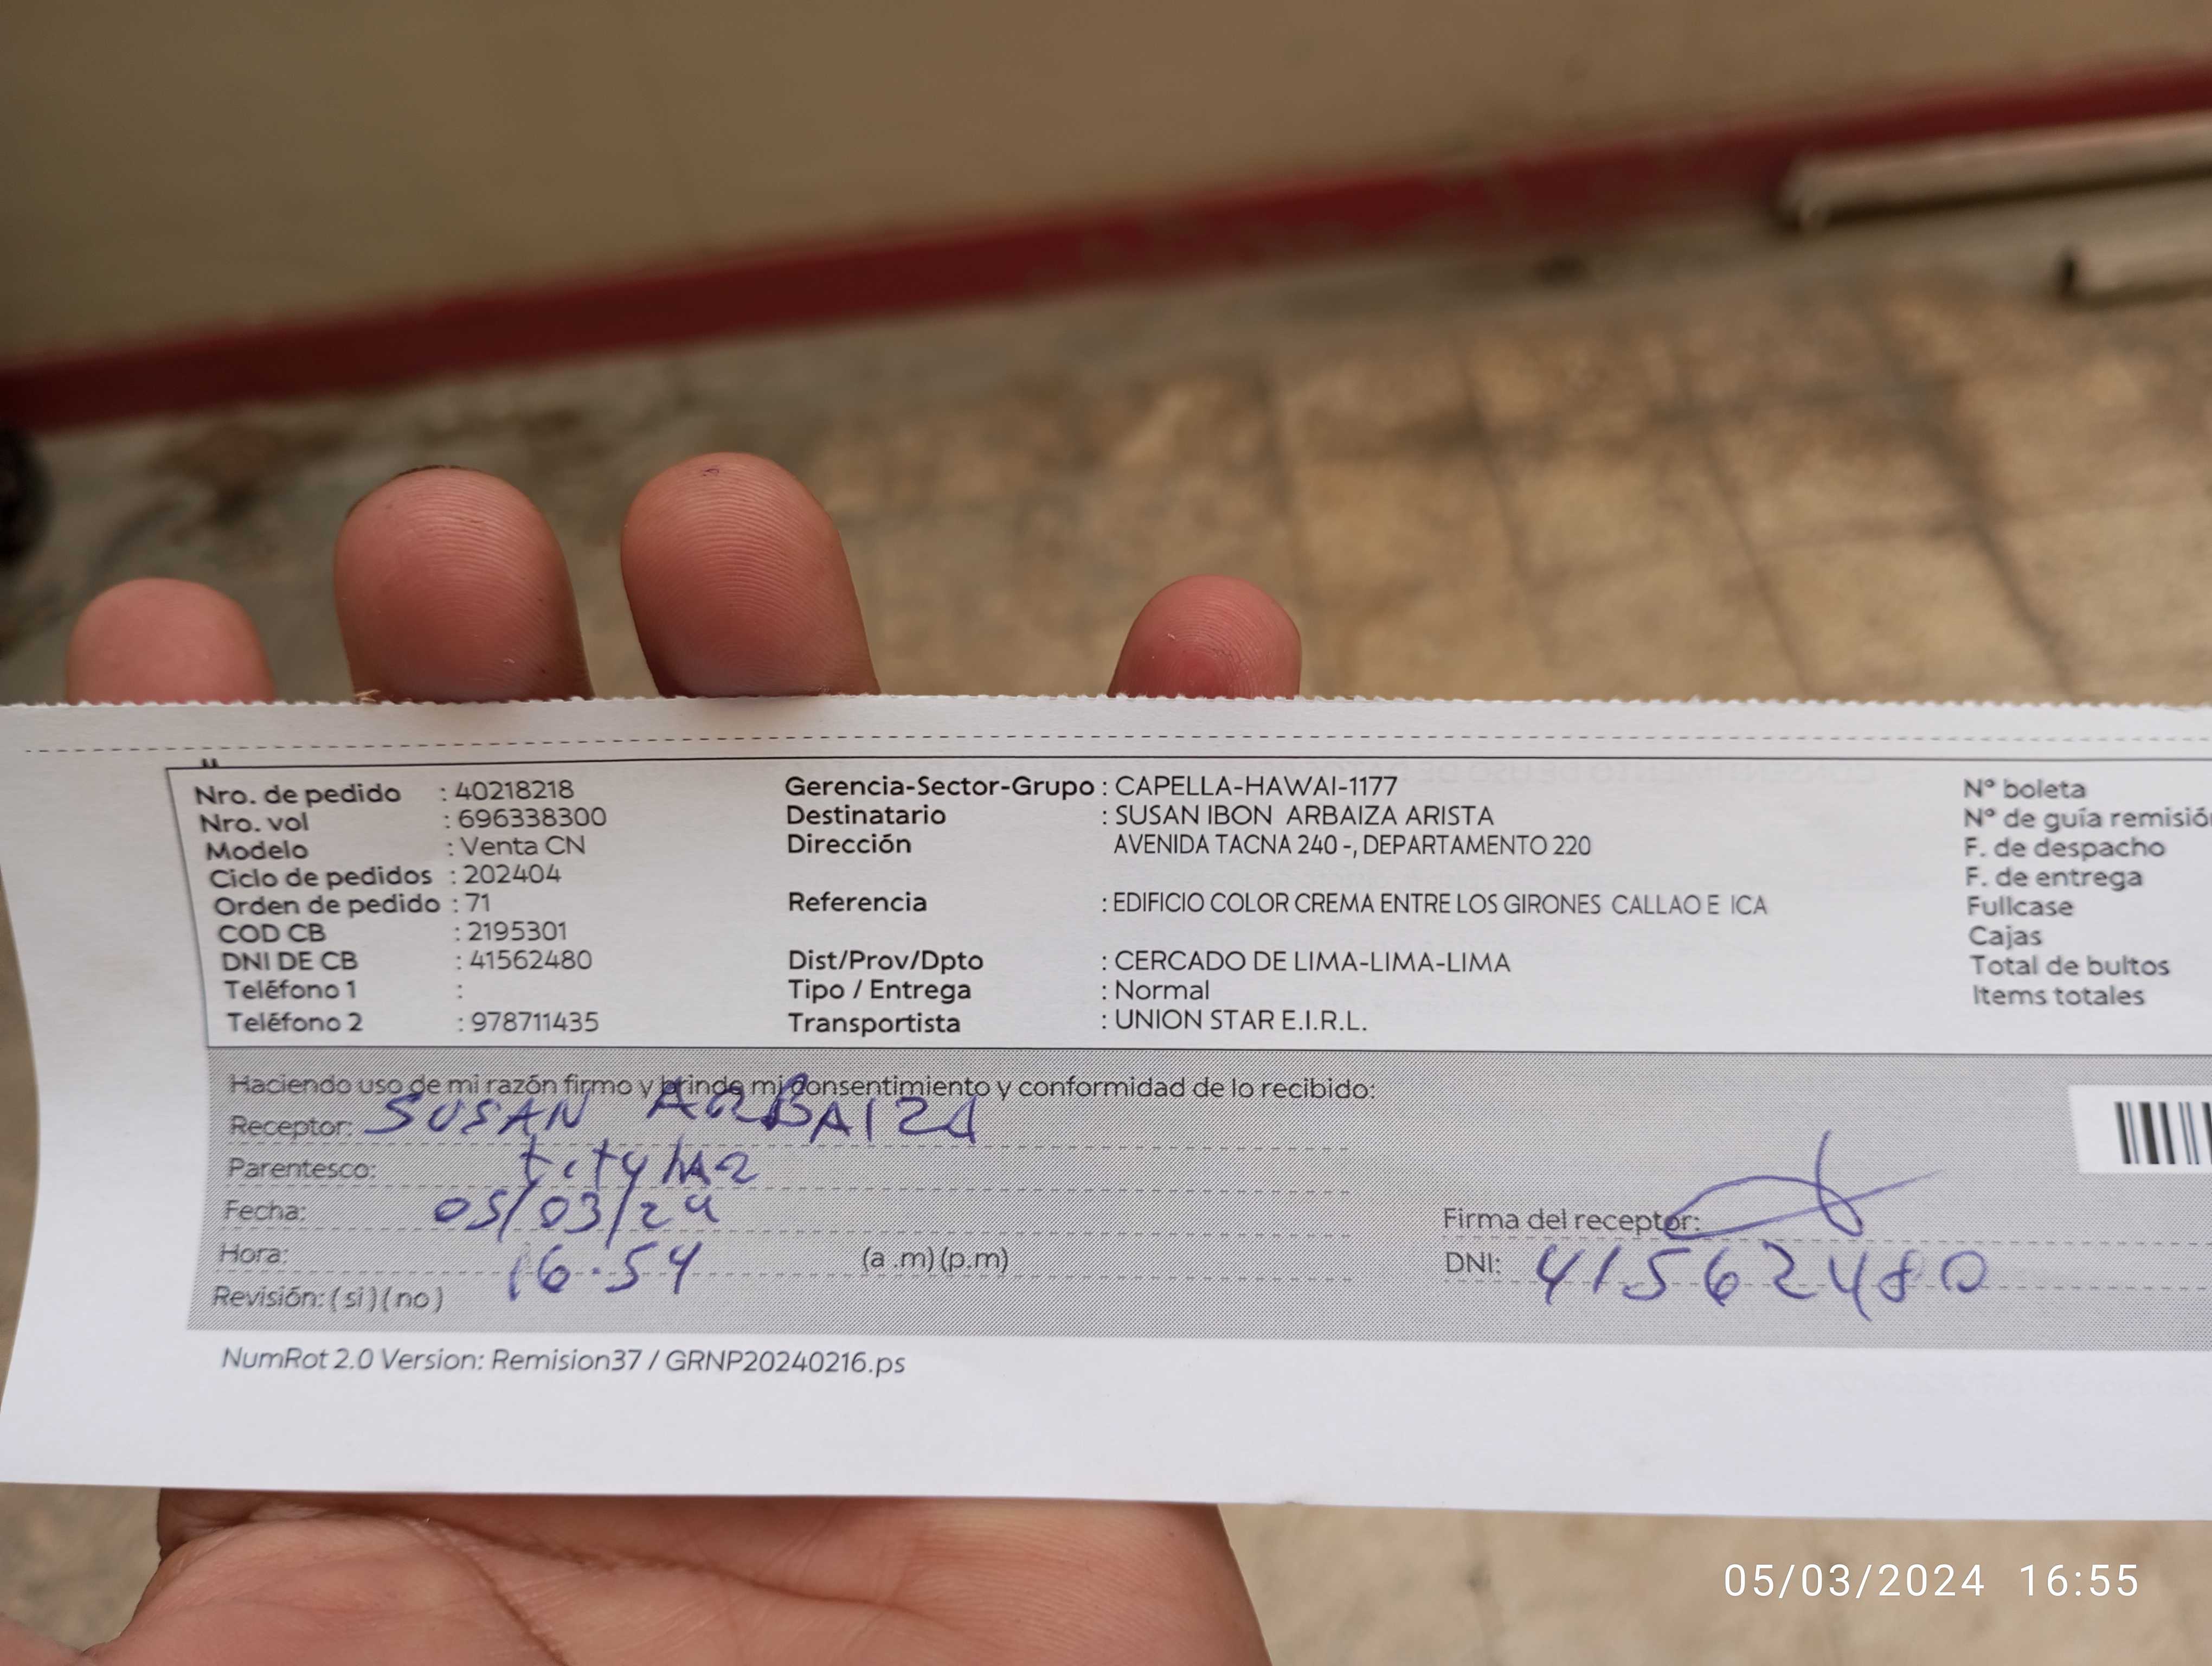 Nro. de pedido : 40218218
Nro. vol : 696338300
Modelo : Venta CN
Ciclo de pedidos : 202404
Orden de pedido : 71
COD CB : 2195301
DNI DE CB : 41562480
Teléfono 1 :
Teléfono 2 : 978711435
Gerencia-Sector-Grupo : CAPELLA-HAWAI-1177
Destinatario : SUSAN IBON ARBAIZA ARISTA
Dirección AVENIDA TACNA 240 -, DEPARTAMENTO 220
Referencia : EDIFICIO COLOR CREMA ENTRE LOS GIRONES CALLAO E ICA
Dist/Prov/Dpto : CERCADO DE LIMA-LIMA-LIMA
Tipo / Entrega : Normal
Transportista : UNION STAR E.I.R.L.
N° boleta
N° de guía remisió
F. de despacho
F. de entrega
Fullcase
Cajas
Total de bultos
Items totales
Haciendo uso de mi razón firmo y brindo mi consentimiento y conformidad de lo recibido:
Receptor: SUSAN ARBAIZA
Parentesco:
Fecha: 05/03/24
Hora: 16.54 (a .m) (p.m)
Revisión: ( si ) ( no )
Firma del receptor:
DNI: 41562480
NumRot 2.0 Version: Remision37 / GRNP20240216.ps
05/03/2024 16:55